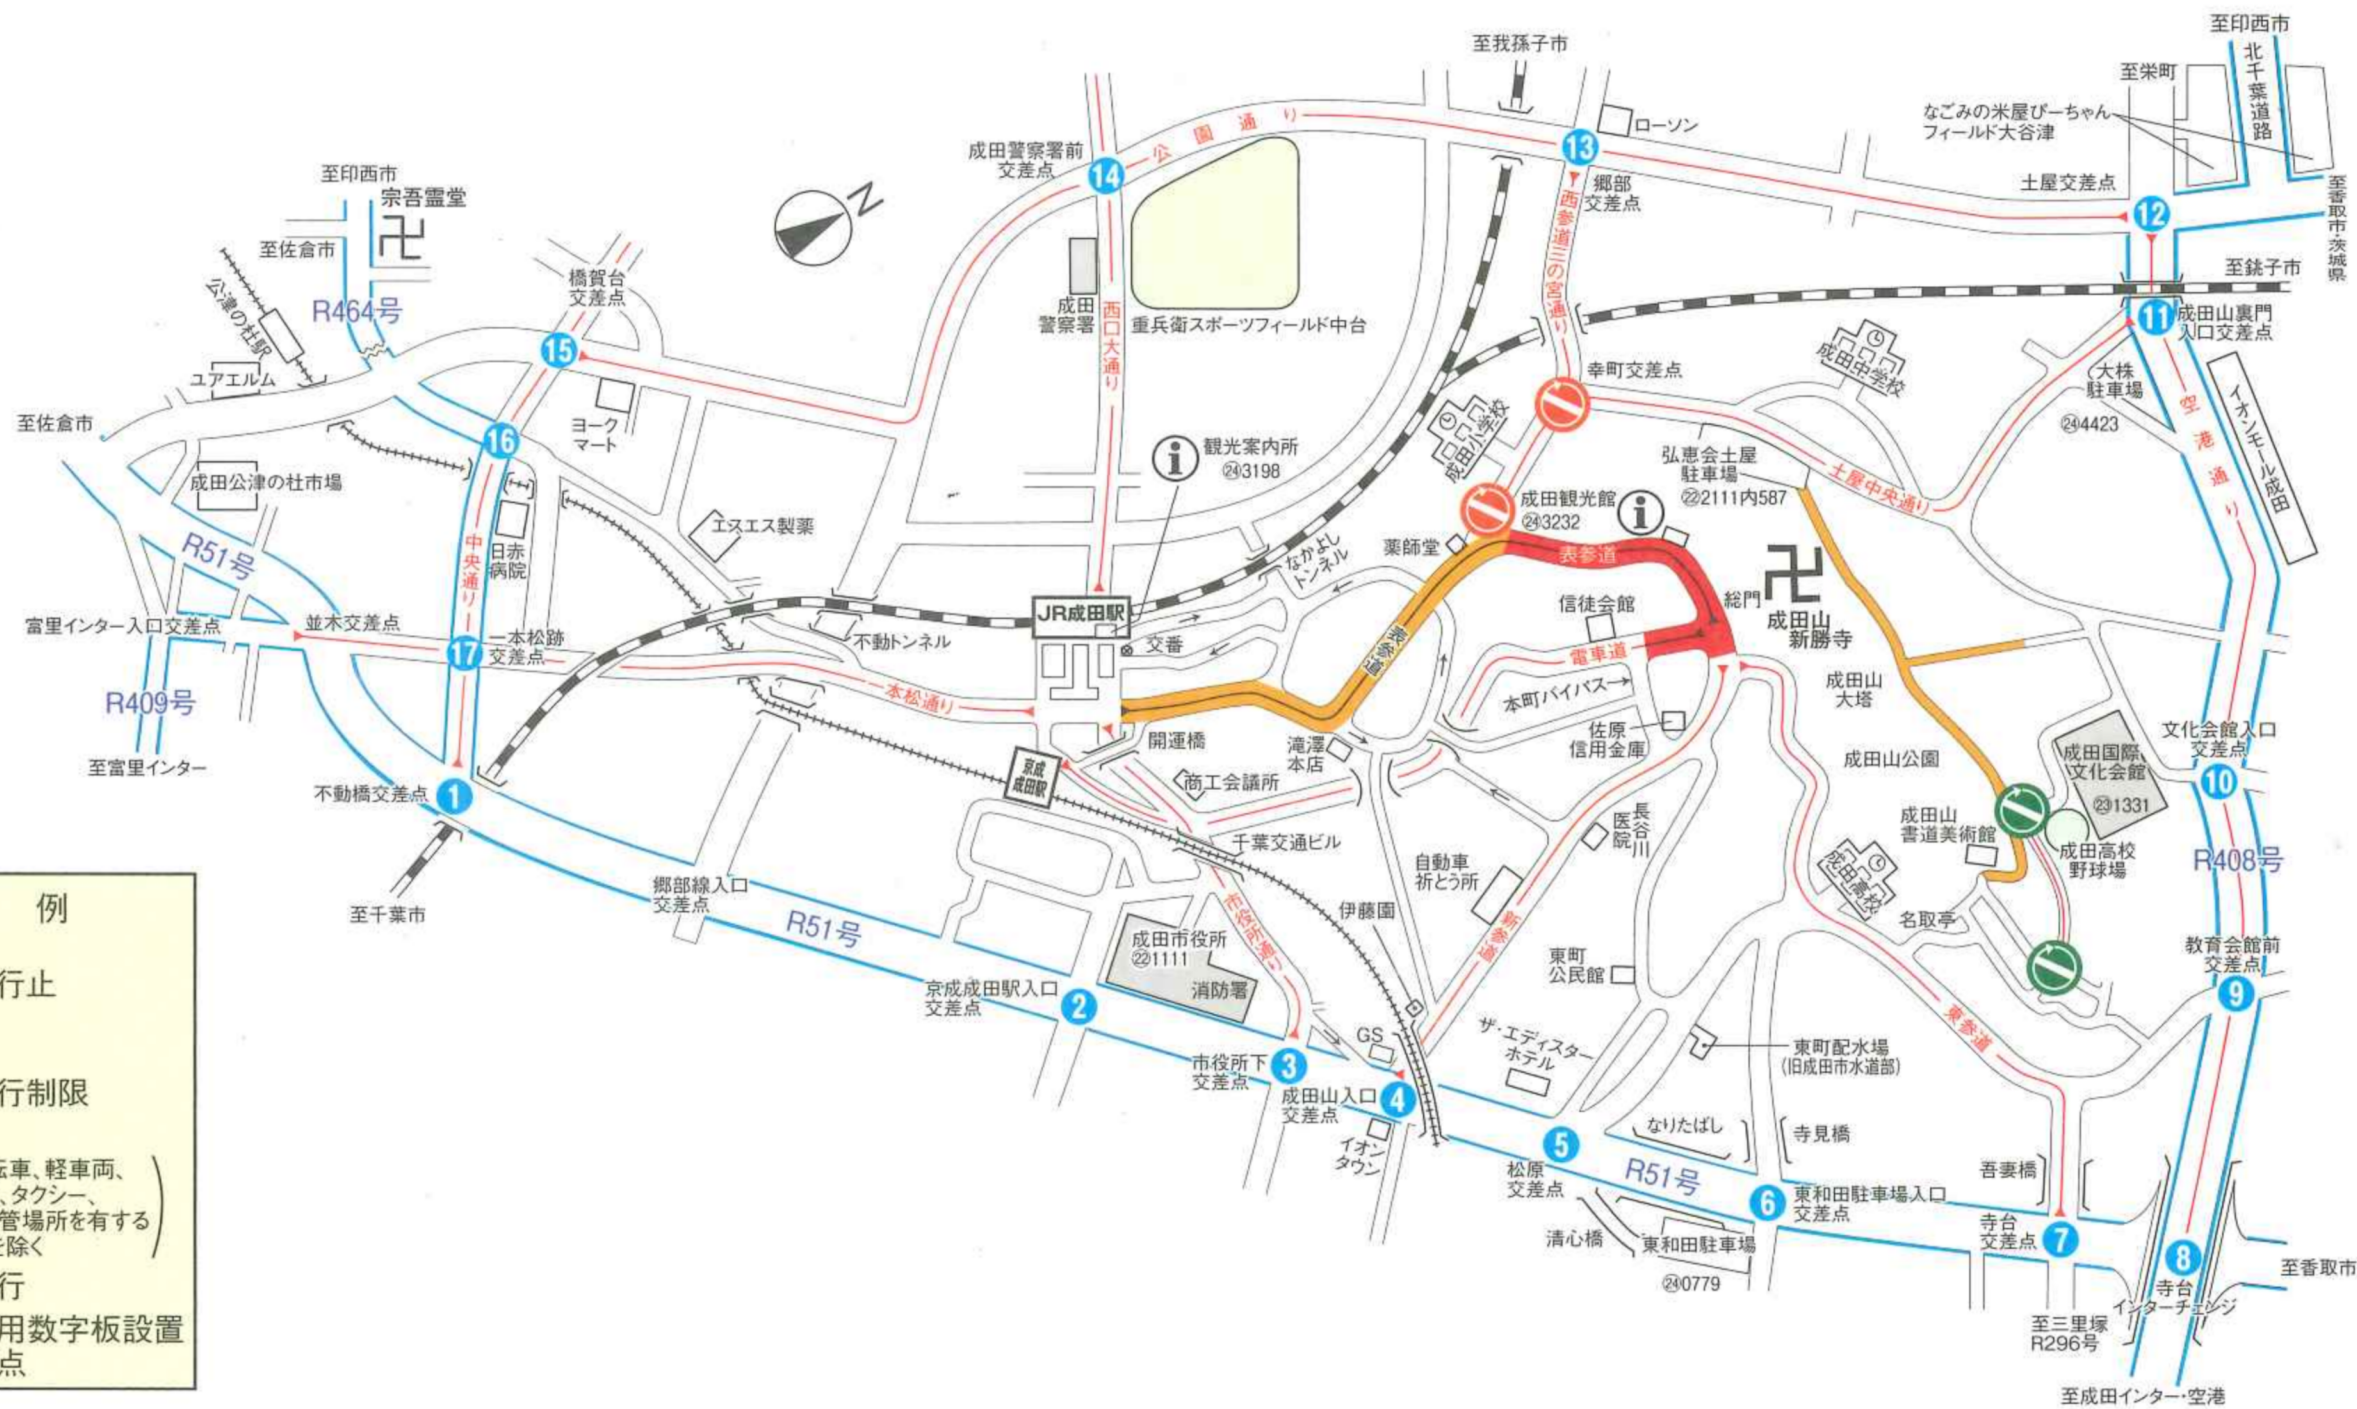 至印西市
北千葉道路
至栄町
なごみの米屋ぴーちゃん
フィールド大谷津
至我孫子市
ローソン
公園通り
13
郷部
交差点
土屋交差点
12
至香取市・茨城県
成田警察署前
交差点
14
至印西市
宗吾霊堂
至佐倉市
R464号
公津の杜駅
橋賀台
交差点
15
N
成田
警察署
西口大通り
重兵衛スポーツフィールド中台
西参道三の宮通り
至銚子市
11
成田山裏門
入口交差点
成田中学校
幸町交差点
大株
駐車場
㉔4423
空港通り
イオンモール成田
ユアエルム
至佐倉市
ヨーク
マート
16
成田公津の杜市場
中央通り
日赤
病院
エスエス製薬
i
観光案内所
㉔3198
成田小学校
成田観光館
㉔3232
i
弘恵会土屋
駐車場
㉒2111内587
土屋中央通り
薬師堂
表参道
なかよし
トンネル
R51号
富里インター入口交差点
並木交差点
17
一本松跡
交差点
不動トンネル
JR成田駅
交番
表参道
信徒会館
総門
成田山
新勝寺
電車道
本町バイパス
一本松通り
R409号
至富里インター
開運橋
滝澤
本店
佐原
信用金庫
成田山
大塔
成田山公園
成田国際
文化会館
㉓1331
文化会館入口
交差点
10
不動橋交差点
1
京成
成田駅
商工会議所
千葉交通ビル
長谷川
医院
成田山
書道美術館
成田高校
野球場
R408号
成田高校
名取亭
自動車
祈とう所
伊藤園
新参道
至千葉市
郷部線入口
交差点
R51号
成田市役所
㉒1111
消防署
市役所通り
東町
公民館
教育会館前
交差点
9
京成成田駅入口
交差点
2
GS
ザ・エディスター
ホテル
東町配水場
(旧成田市水道部)
東参道
市役所下
交差点
3
成田山入口
交差点
4
イオン
タウン
松原
交差点
5
なりたばし
寺見橋
R51号
吾妻橋
6
東和田駐車場入口
交差点
清心橋
東和田駐車場
㉔0779
寺台
交差点
7
8
寺台
インターチェンジ
至香取市
至三里塚
R296号
至成田インター・空港
例
行止
行制限
転車、軽車両、
、タクシー、
管場所を有する
を除く
行
用数字板設置
点